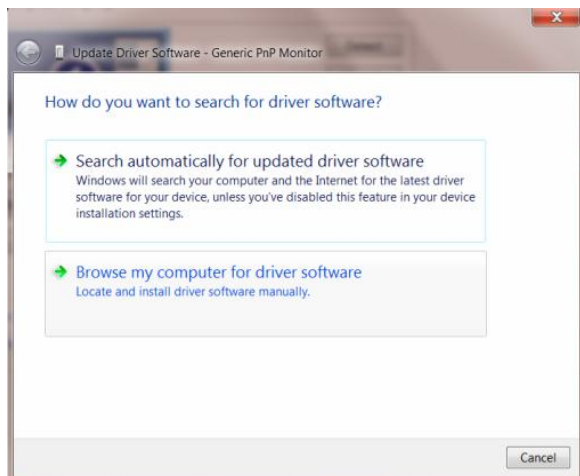 Update Driver Software - Generic PnP Monitor
How do you want to search for driver software?
Search automatically for updated driver software
Windows will search your computer and the Internet for the latest driver
software for your device, unless you've disabled this feature in your device
installation settings.
Browse my computer for driver software
Locate and install driver software manually.
Cancel